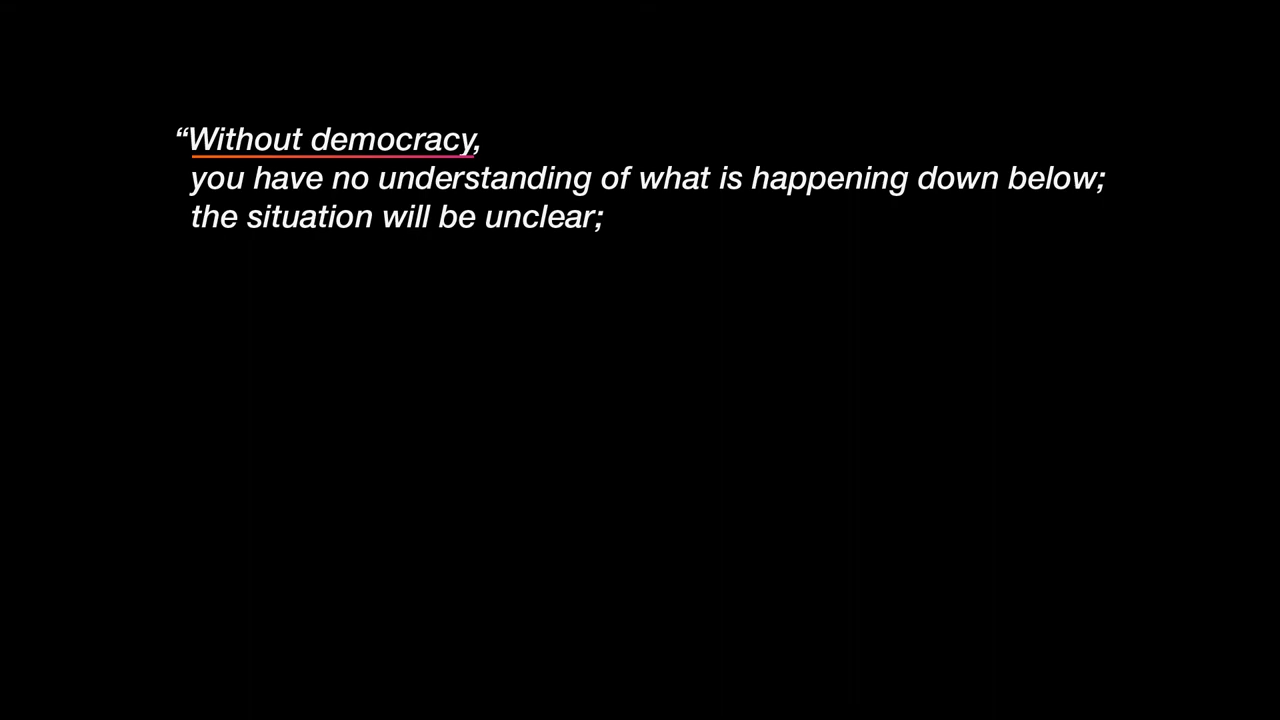 “Without democracy,
you have no understanding of what is happening down below;
the situation will be unclear;